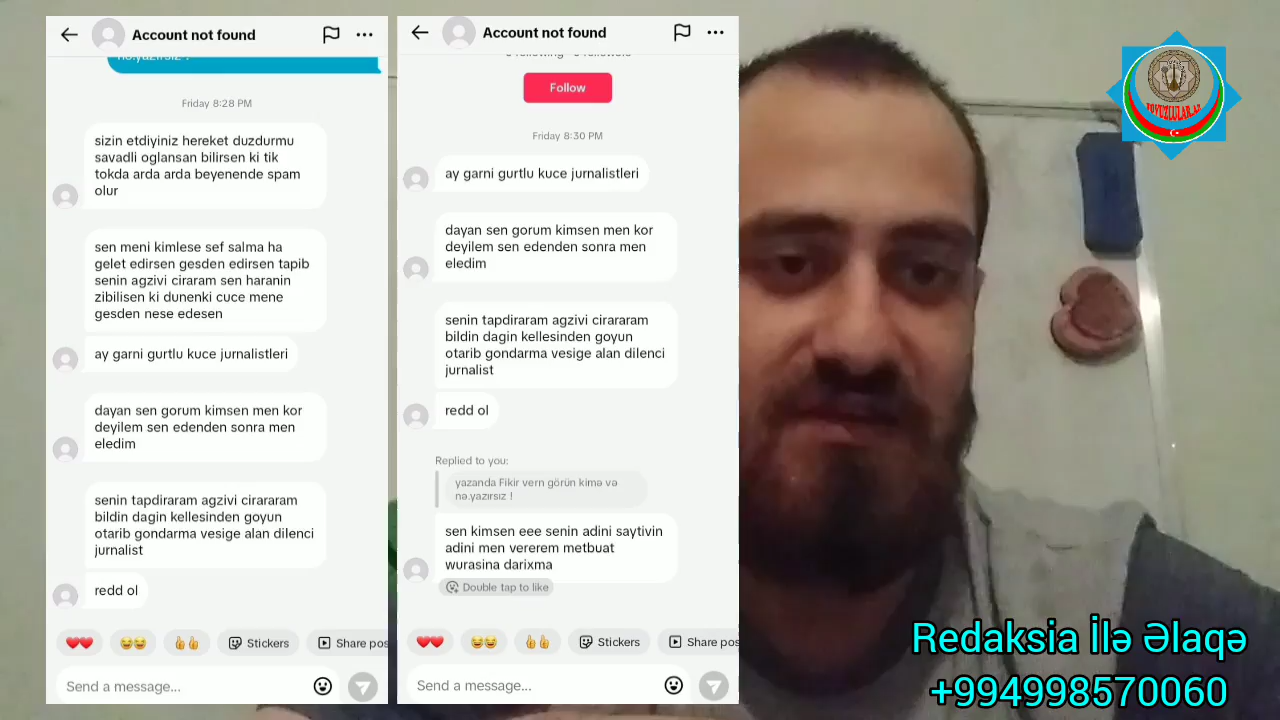 Account not found
nə.yazırsız !
Friday 8:28 PM
sizin etdiyiniz hereket duzdurmu
savadli oglansan bilirsen ki tik
tokda arda arda beyenende spam
olur
sen meni kimlese sef salma ha
gelet edirsen gesden edirsen tapib
senin agzivi ciraram sen haranin
zibilisen ki dunenki cuce mene
gesden nese edesen
ay garni gurtlu kuce jurnalistleri
dayan sen gorum kimsen men kor
deyilem sen edenden sonra men
eledim
senin tapdiraram agzivi cirararam
bildin dagin kellesinden goyun
otarib gondarma vesige alan dilenci
jurnalist
redd ol
Stickers
Share pos
Send a message...
Account not found
Follow
Friday 8:30 PM
ay garni gurtlu kuce jurnalistleri
dayan sen gorum kimsen men kor
deyilem sen edenden sonra men
eledim
senin tapdiraram agzivi cirararam
bildin dagin kellesinden goyun
otarib gondarma vesige alan dilenci
jurnalist
redd ol
Replied to you:
yazanda Fikir vern görün kimə və
nə.yazırsız !
sen kimsen eee senin adini saytivin
adini men vererem metbuat
wurasina darixma
Double tap to like
Stickers
Share pos
Send a message...
TOVUZLULAR.AZ
Redaksia İlə Əlaqə
+994998570060